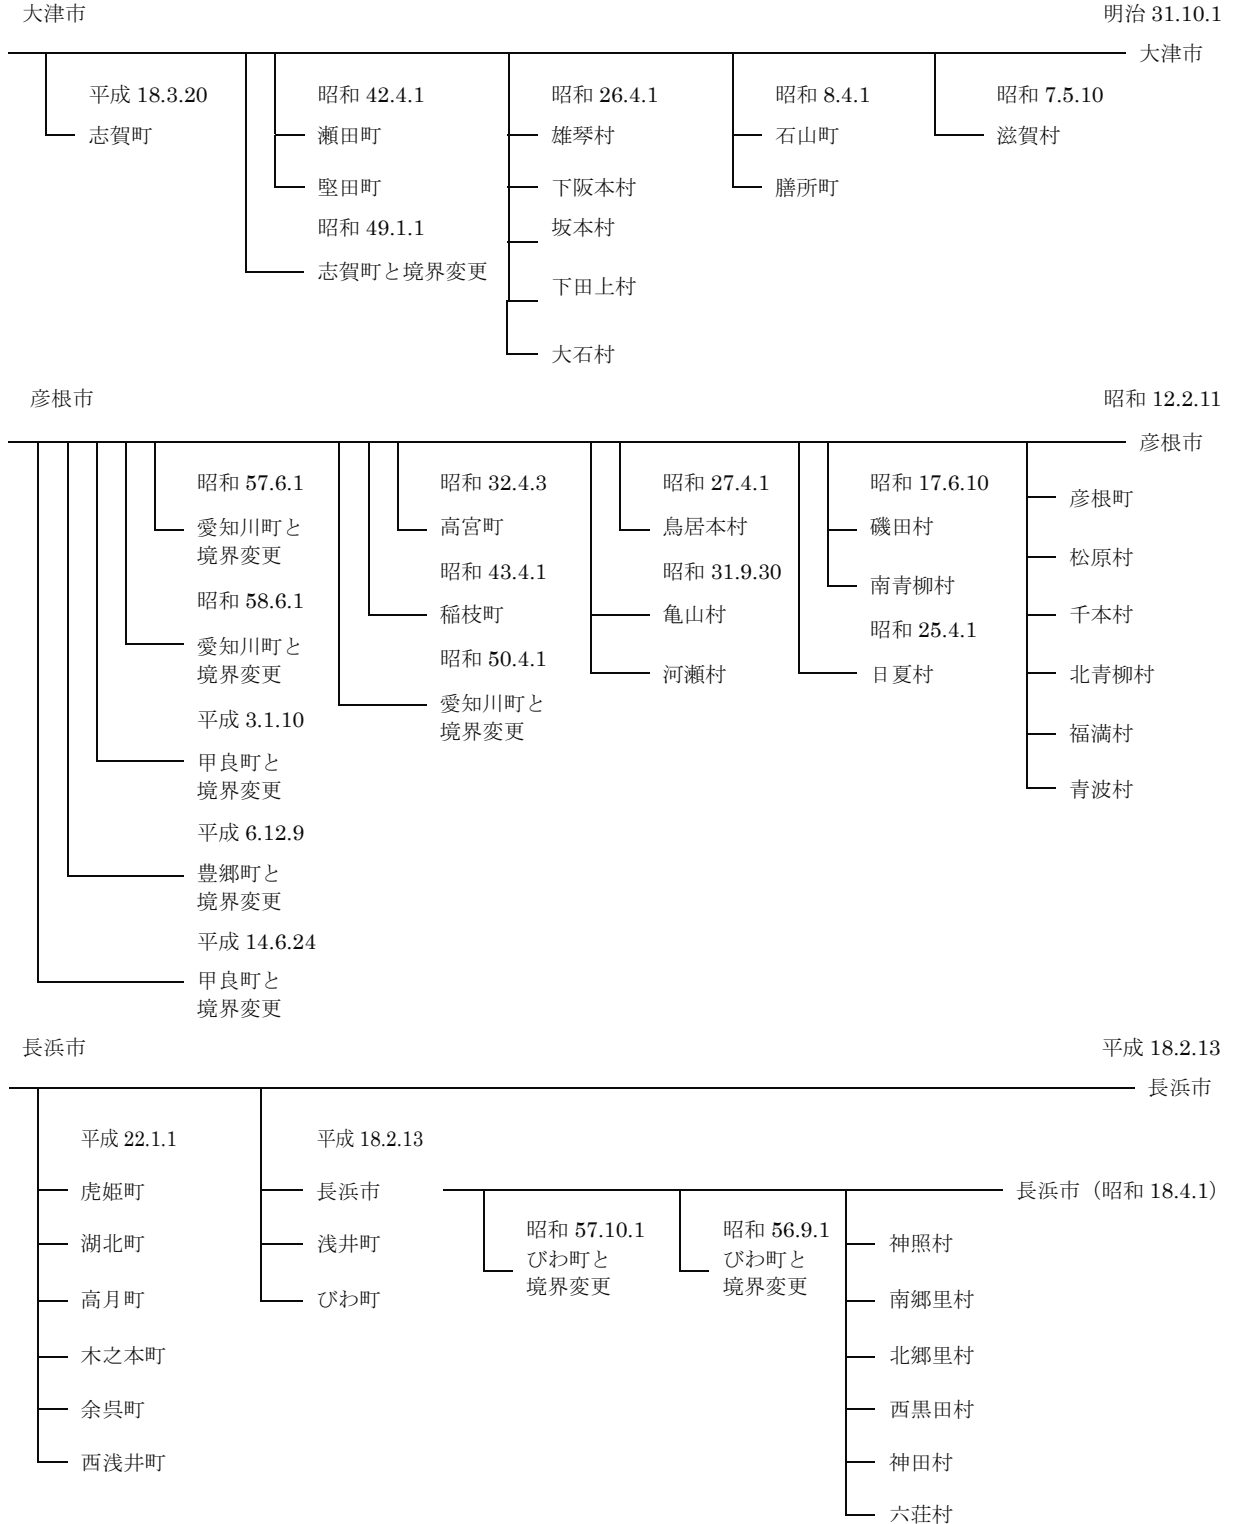 大津市
明治 31.10.1
大津市
平成 18.3.20
志賀町
昭和 42.4.1
瀬田町
堅田町
昭和 49.1.1
志賀町と境界変更
昭和 26.4.1
雄琴村
下阪本村
坂本村
下田上村
大石村
昭和 8.4.1
石山町
膳所町
昭和 7.5.10
滋賀村
彦根市
昭和 12.2.11
彦根市
昭和 57.6.1
愛知川町と
境界変更
昭和 58.6.1
愛知川町と
境界変更
平成 3.1.10
甲良町と
境界変更
平成 6.12.9
豊郷町と
境界変更
平成 14.6.24
甲良町と
境界変更
昭和 32.4.3
高宮町
昭和 43.4.1
稲枝町
昭和 50.4.1
愛知川町と
境界変更
昭和 27.4.1
鳥居本村
昭和 31.9.30
亀山村
河瀬村
昭和 17.6.10
磯田村
南青柳村
昭和 25.4.1
日夏村
彦根町
松原村
千本村
北青柳村
福満村
青波村
長浜市
平成 18.2.13
長浜市
平成 22.1.1
虎姫町
湖北町
高月町
木之本町
余呉町
西浅井町
平成 18.2.13
長浜市
浅井町
びわ町
長浜市（昭和 18.4.1）
昭和 57.10.1
びわ町と
境界変更
昭和 56.9.1
びわ町と
境界変更
神照村
南郷里村
北郷里村
西黒田村
神田村
六荘村